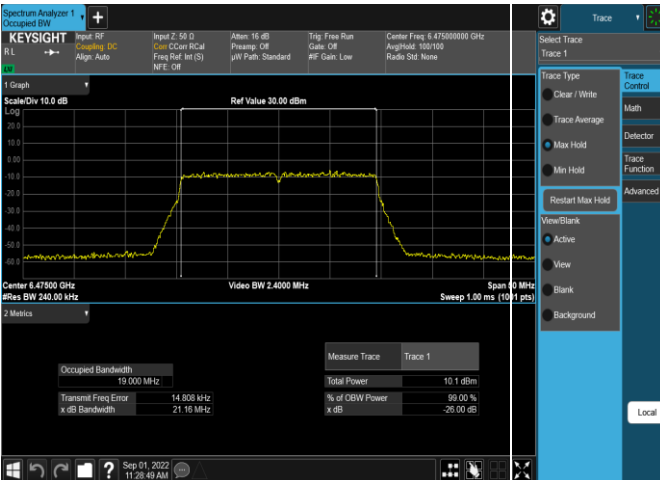 Spectrum Analyzer 1
Occupied BW
+
KEYSIGHT
R L
LW
Input: RF
Coupling: DC
Align: Auto
Input Z: 50 Ω
Corr CCorr RCal
Freq Ref: Int (S)
NFE: Off
Atten: 16 dB
Preamp: Off
µW Path: Standard
Trig: Free Run
Gate: Off
#IF Gain: Low
Center Freq: 6.475000000 GHz
Avg|Hold: 100/100
Radio Std: None
1 Graph
Scale/Div 10.0 dB
Ref Value 30.00 dBm
Log
20.0
10.0
0.00
-10.0
-20.0
-30.0
-40.0
-50.0
-60.0
Center 6.47500 GHz
#Res BW 240.00 kHz
Video BW 2.4000 MHz
Span 50 MHz
Sweep 1.00 ms (1001 pts)
2 Metrics
Occupied Bandwidth
19.000 MHz
Transmit Freq Error 14.808 kHz
x dB Bandwidth 21.16 MHz
Measure Trace Trace 1
Total Power 10.1 dBm
% of OBW Power 99.00 %
x dB -26.00 dB
Sep 01, 2022
11:28:49 AM
Trace
Select Trace
Trace 1
Trace Type
Clear / Write
Trace Average
Max Hold
Min Hold
Restart Max Hold
View/Blank
Active
View
Blank
Background
Trace
Control
Math
Detector
Trace
Function
Advanced
Local